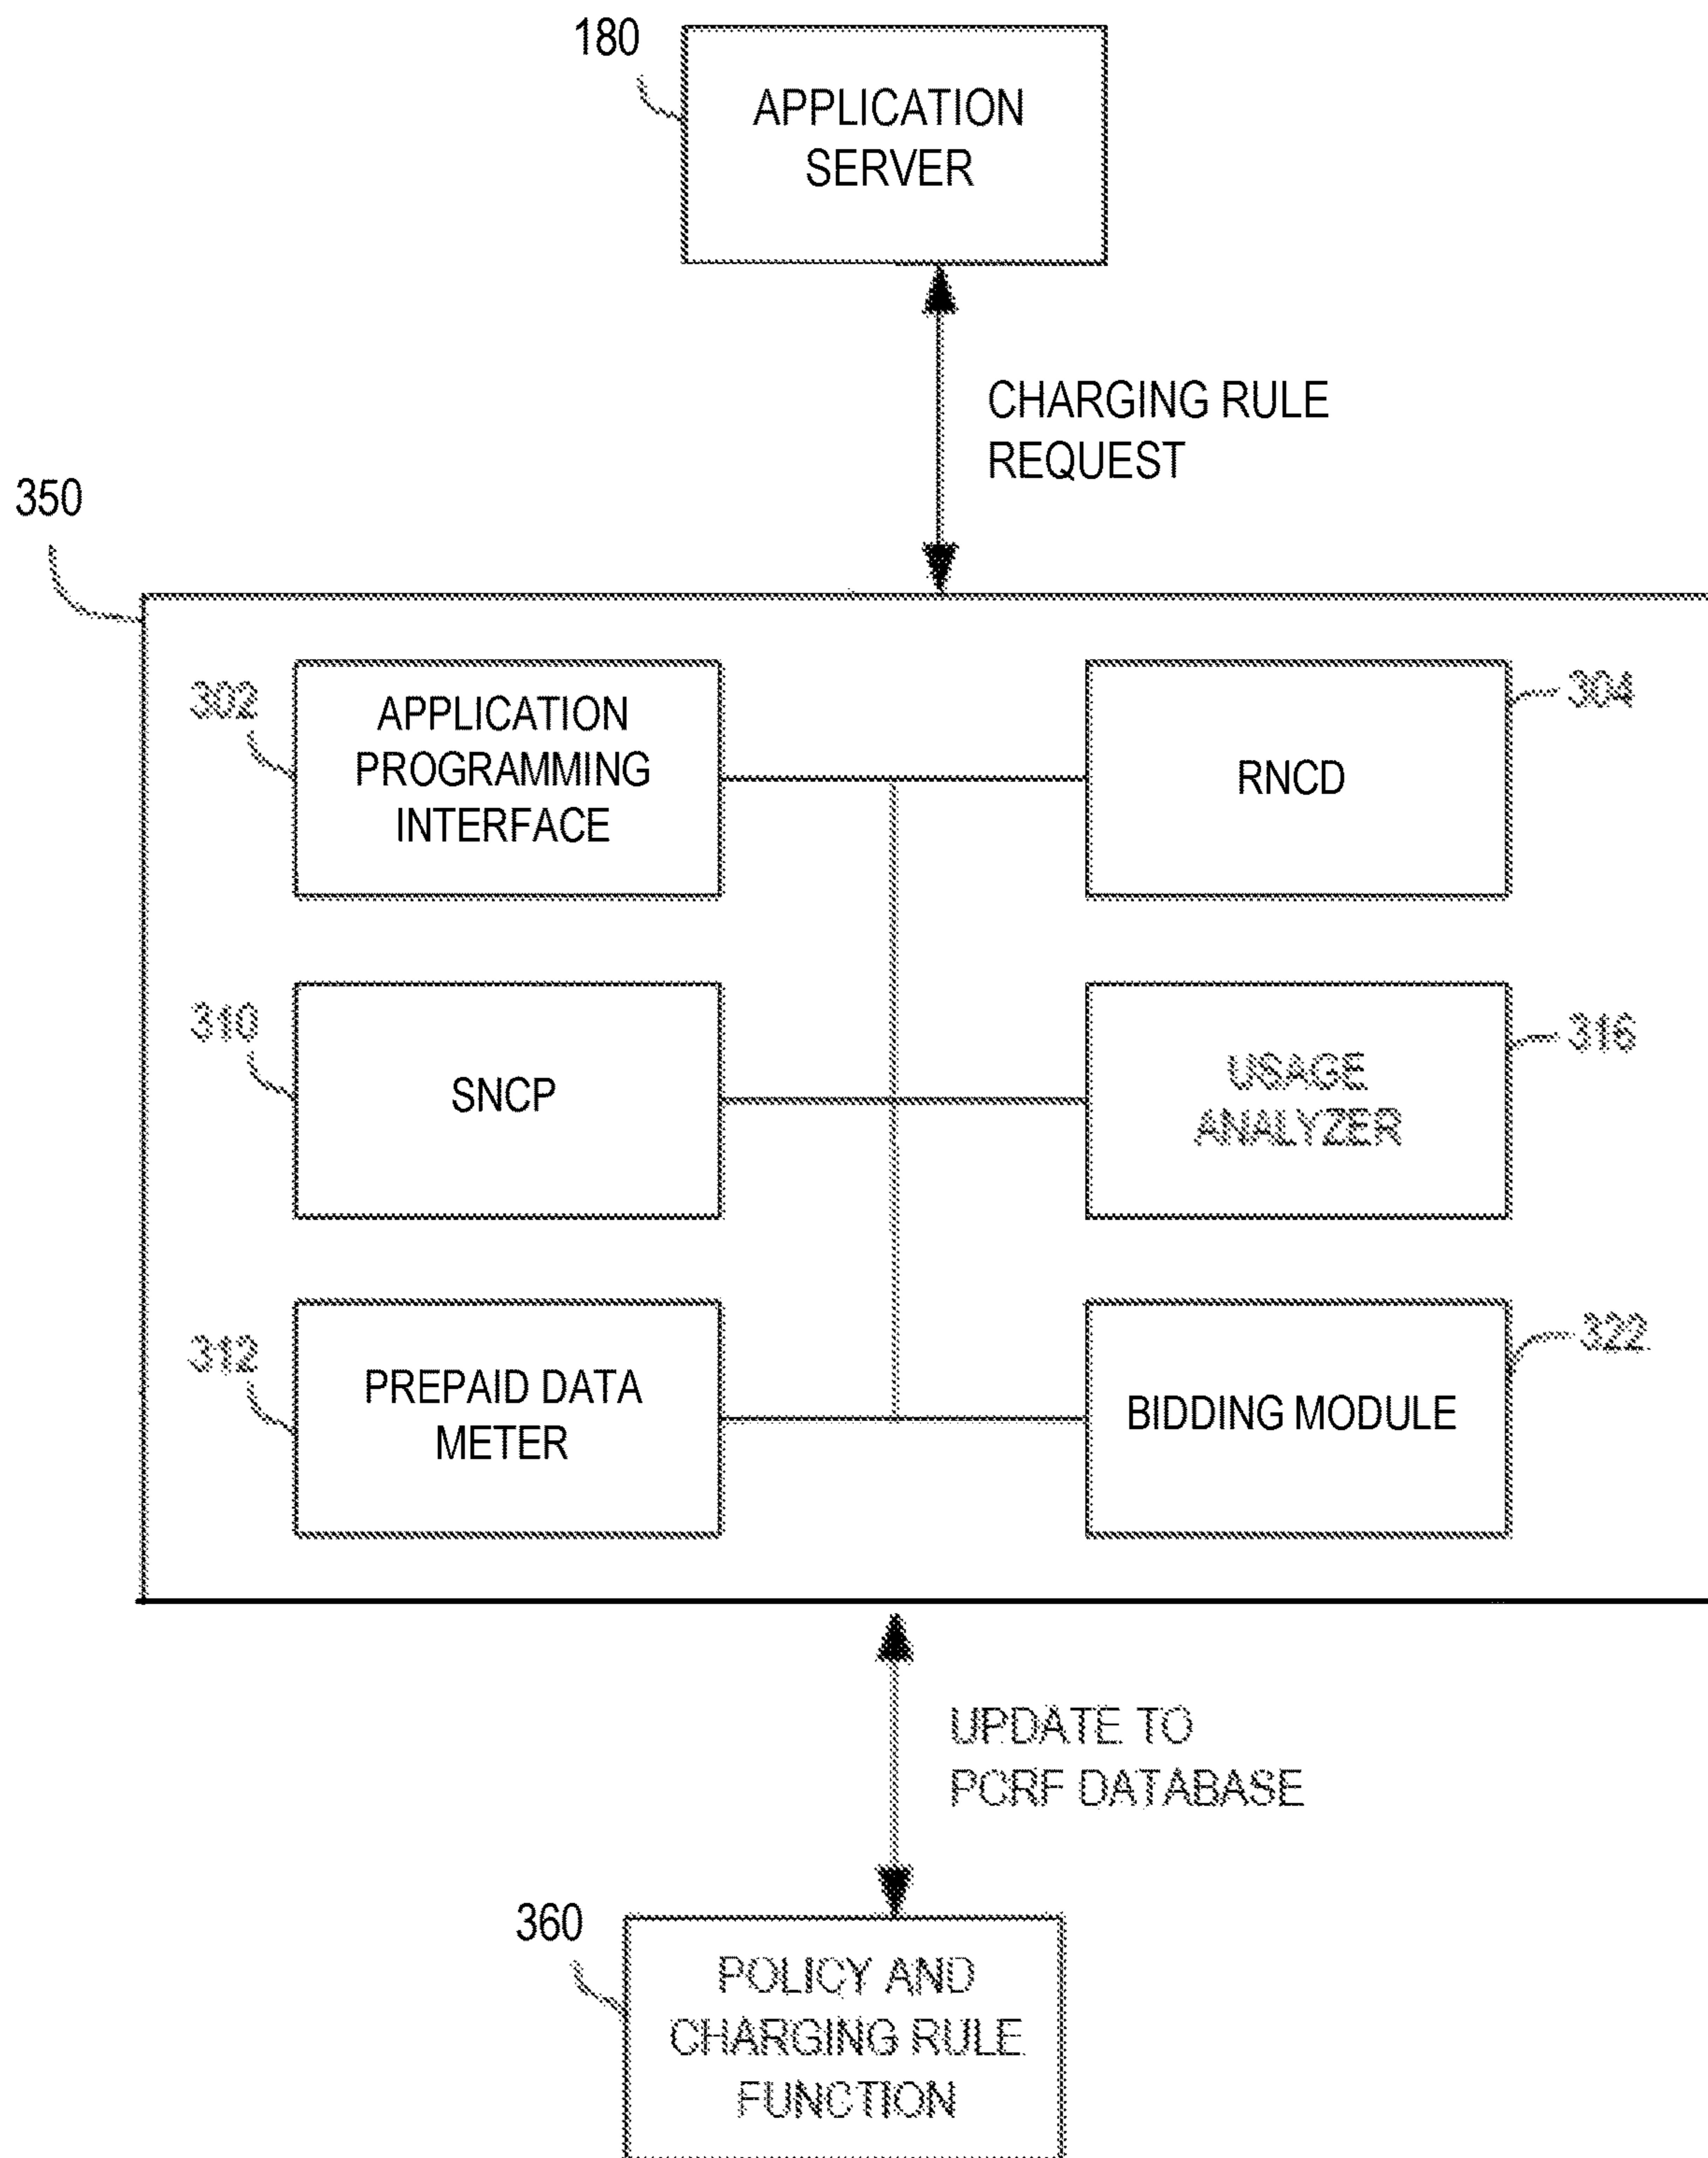 180
APPLICATION
SERVER
CHARGING RULE
REQUEST
350
302
APPLICATION
PROGRAMMING
INTERFACE
304
RNCD
310
SNCP
316
USAGE
ANALYZER
312
PREPAID DATA
METER
322
BIDDING MODULE
UPDATE TO
PCRF DATABASE
360
POLICY AND
CHARGING RULE
FUNCTION